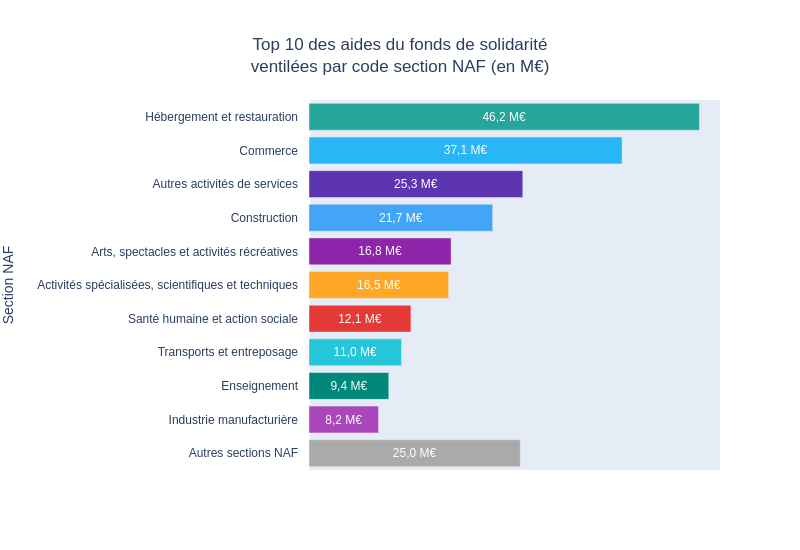 Top 10 des aides du fonds de solidarité
ventilées par code section NAF (en M€)
Hébergement et restauration 46,2 M€
Commerce 37,1 M€
Autres activités de services 25,3 M€
Construction 21,7 M€
Arts, spectacles et activités récréatives 16,8 M€
Activités spécialisées, scientifiques et techniques 16,5 M€
Santé humaine et action sociale 12,1 M€
Transports et entreposage 11,0 M€
Enseignement 9,4 M€
Industrie manufacturière 8,2 M€
Autres sections NAF 25,0 M€
Section NAF